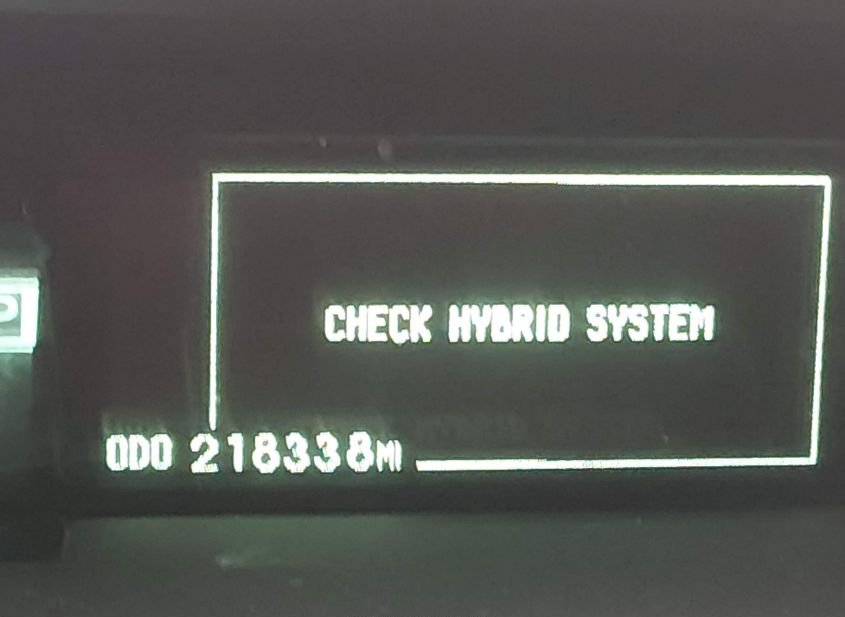 P
CHECK HYBRID SYSTEM
ODO 218338MI